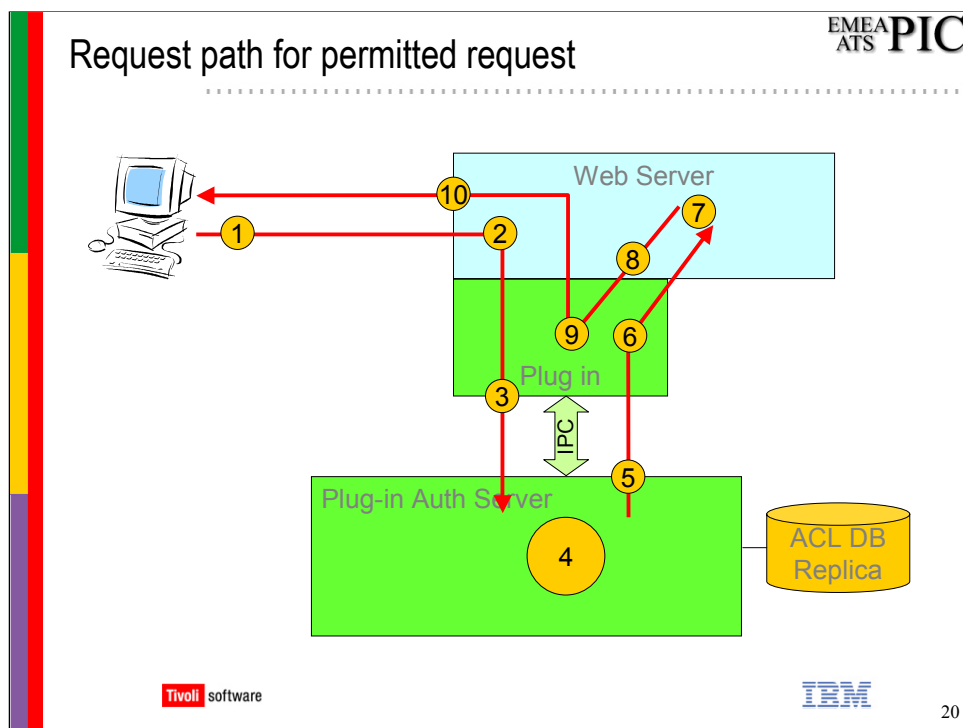 Request path for permitted request
EMEA
ATS PIC
Web Server
10
7
1
2
8
9
6
Plug in
3
IPC
5
Plug-in Auth Server
4
ACL DB
Replica
Tivoli software
IBM
20